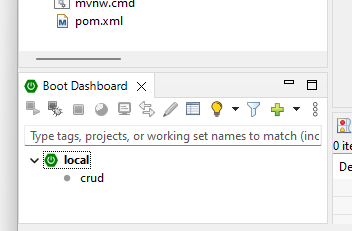 mvnw.cmd
pom.xml
Boot Dashboard
Type tags, projects, or working set names to match (inc
local
crud
0 ite
De